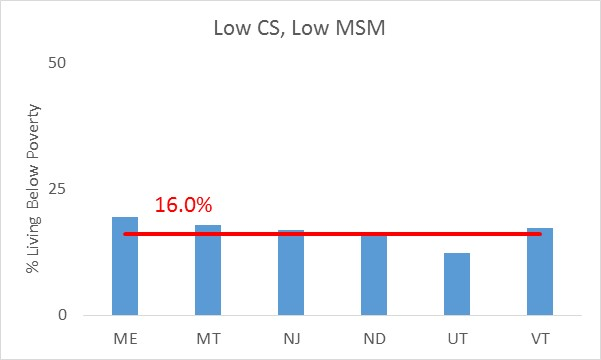 Low CS, Low MSM
% Living Below Poverty
50
25
0
16.0%
ME MT NJ ND UT VT